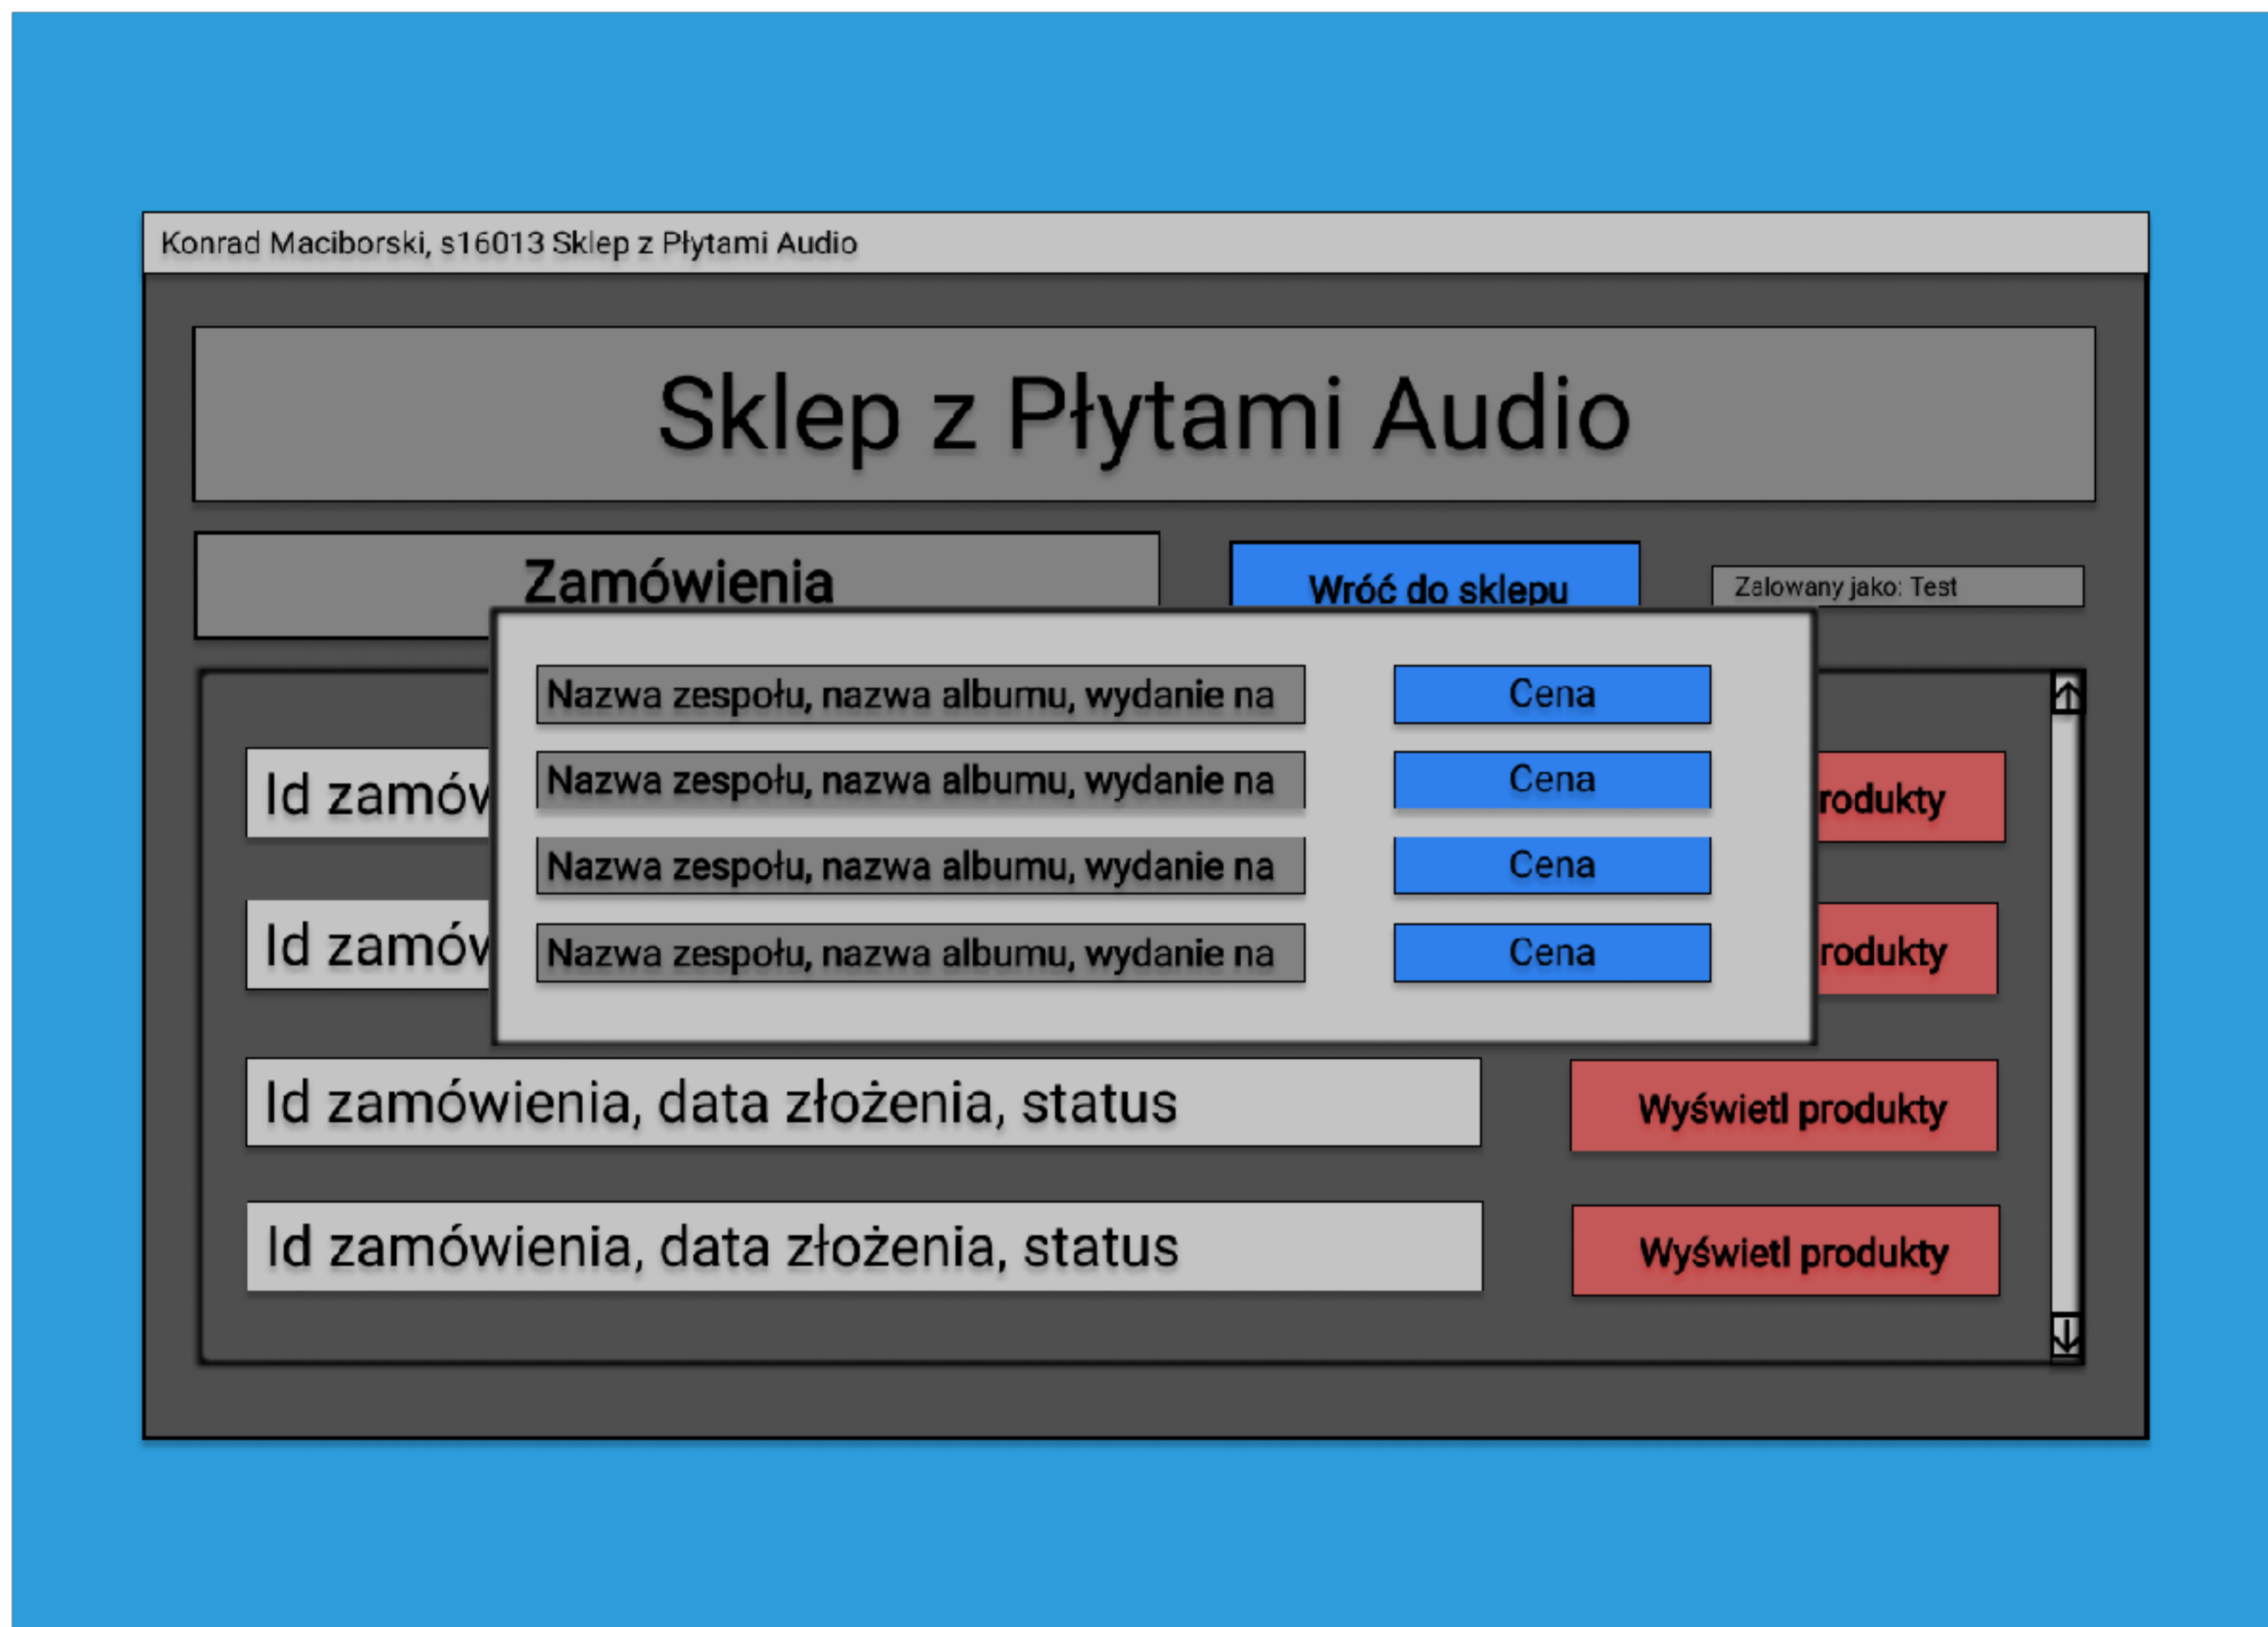 Konrad Maciborski, s16013 Sklep z Płytami Audio
Sklep z Płytami Audio
Zamówienia
Wróć do sklepu
Zalowany jako: Test
Nazwa zespołu, nazwa albumu, wydanie na
Cena
Id zamów
Nazwa zespołu, nazwa albumu, wydanie na
Cena
rodukty
Nazwa zespołu, nazwa albumu, wydanie na
Cena
Id zamów
Nazwa zespołu, nazwa albumu, wydanie na
Cena
rodukty
Id zamówienia, data złożenia, status
Wyświetl produkty
Id zamówienia, data złożenia, status
Wyświetl produkty